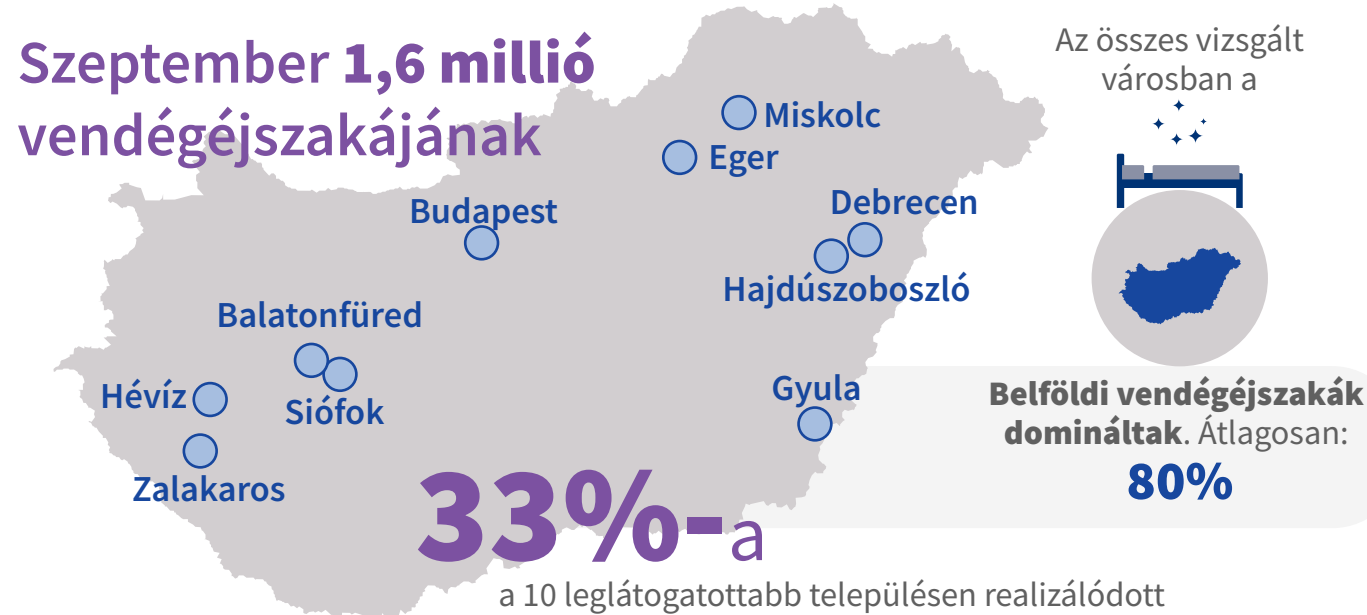 Szeptember 1,6 millió
vendégéjszakájának
Az összes vizsgált
városban a
Miskolc
Eger
Budapest
Debrecen
Hajdúszoboszló
Balatonfüred
Hévíz
Siófok
Gyula
Zalakaros
Belföldi vendégéjszakák
domináltak. Átlagosan:
80%
33%-a
a 10 leglátogatottabb településen realizálódott